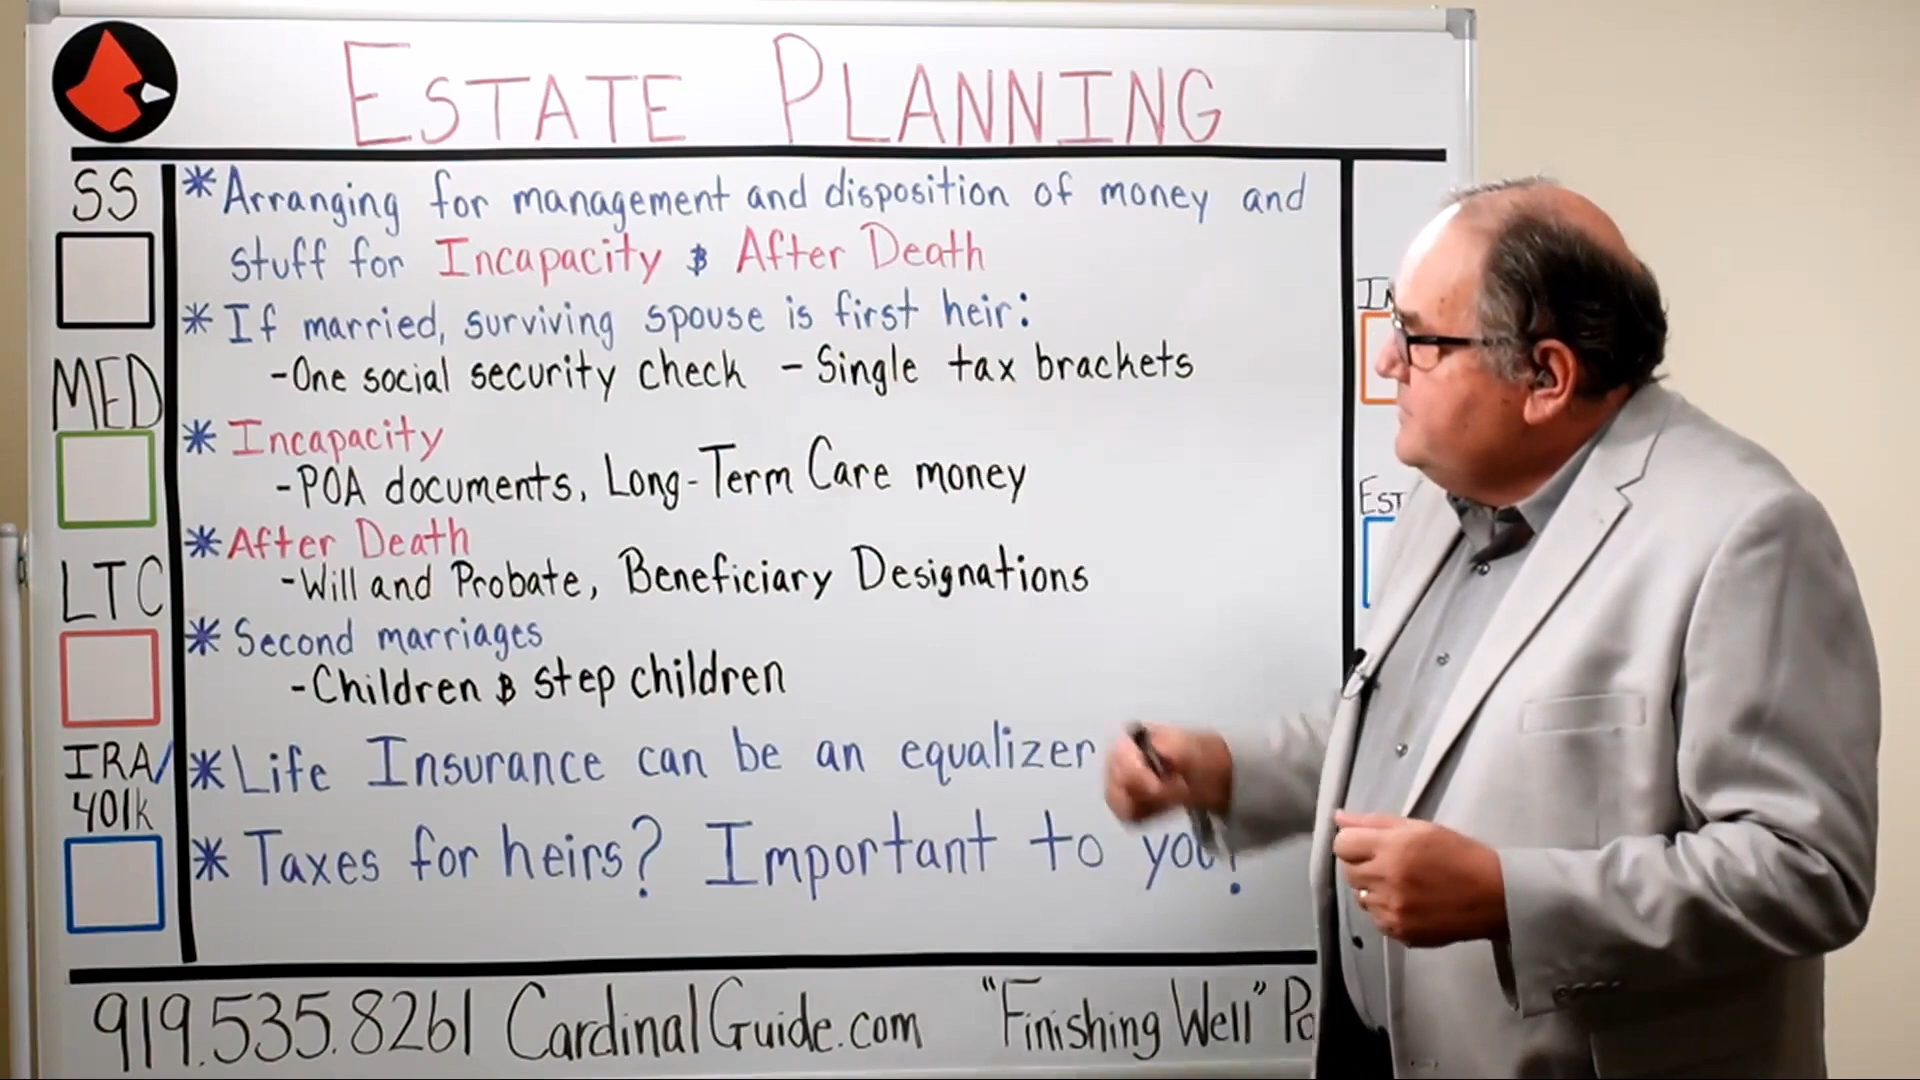 ESTATE PLANNING
SS
MED
LTC
IRA/
401k
* Arranging for management and disposition of money and
stuff for Incapacity & After Death
* If married, surviving spouse is first heir:
-One social security check - Single tax brackets
* Incapacity
-POA documents, Long-Term Care money
* After Death
-Will and Probate, Beneficiary Designations
* Second marriages
-Children & step children
* Life Insurance can be an equalizer
* Taxes for heirs? Important to you?
919.535.8261 CardinalGuide.com "Finishing Well"